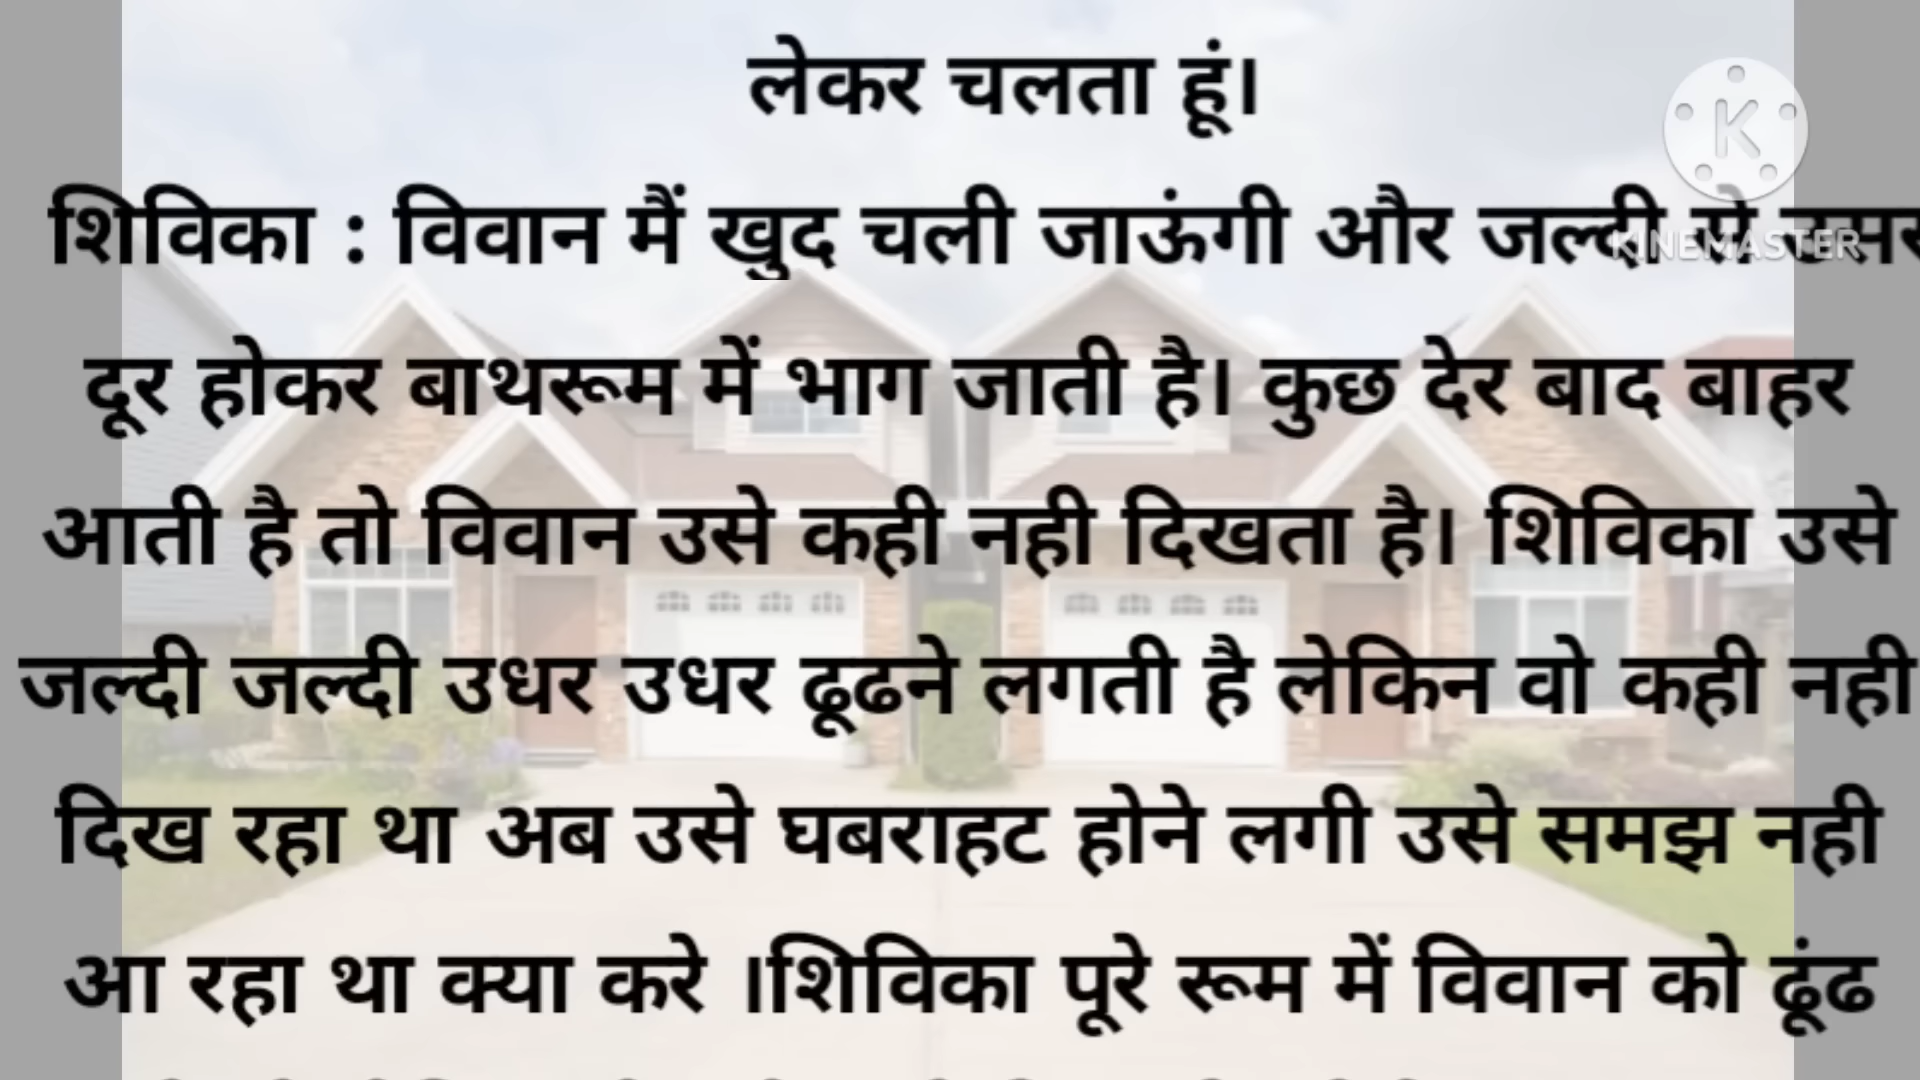 लेकर चलता हूं।
शिविका : विवान मैं खुद चली जाऊंगी और जल्दी से
KINEMASTER
दूर होकर बाथरूम में भाग जाती है। कुछ देर बाद बाहर
आती है तो विवान उसे कही नही दिखता है। शिविका उसे
जल्दी जल्दी उधर उधर ढूढने लगती है लेकिन वो कही नही
दिख रहा था अब उसे घबराहट होने लगी उसे समझ नही
आ रहा था क्या करे ।शिविका पूरे रूम में विवान को ढूंढ